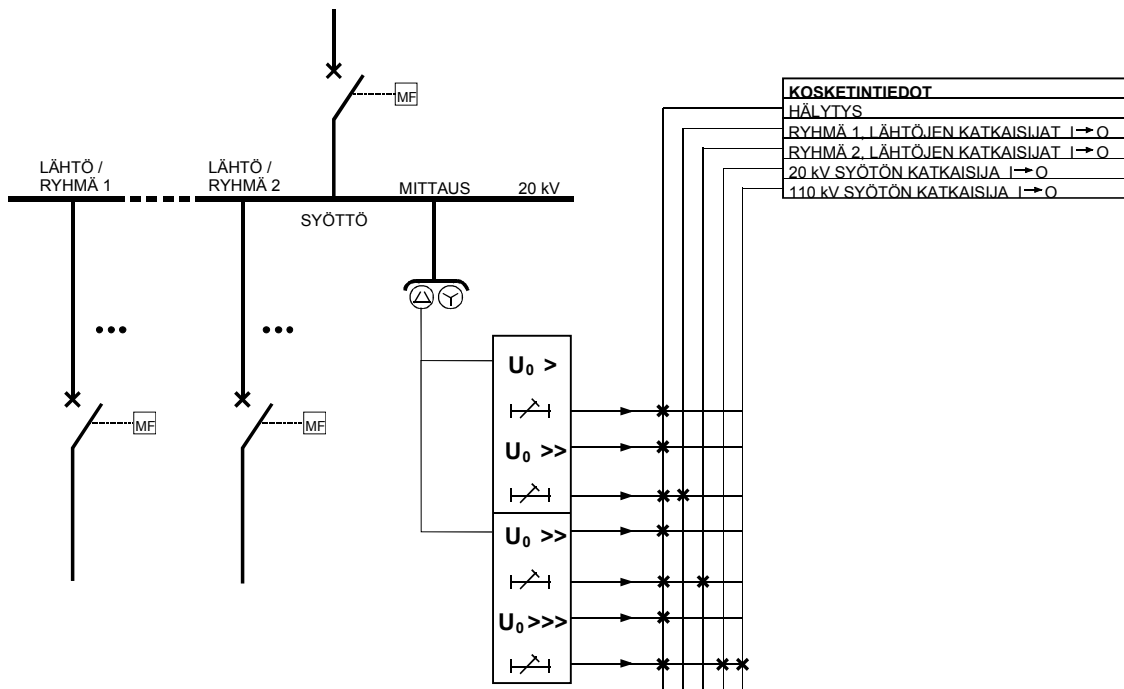 MF
KOSKETINTIEDOT
HÄLYTYS
RYHMÄ 1, LÄHTÖJEN KATKAISIJAT I→O
RYHMÄ 2, LÄHTÖJEN KATKAISIJAT I→O
20 kV SYÖTÖN KATKAISIJA I→O
110 kV SYÖTÖN KATKAISIJA I→O
LÄHTÖ /
RYHMÄ 1
LÄHTÖ /
RYHMÄ 2
MITTAUS
20 kV
SYÖTTÖ
MF
MF
U₀ >
U₀ >>
U₀ >>
U₀ >>>